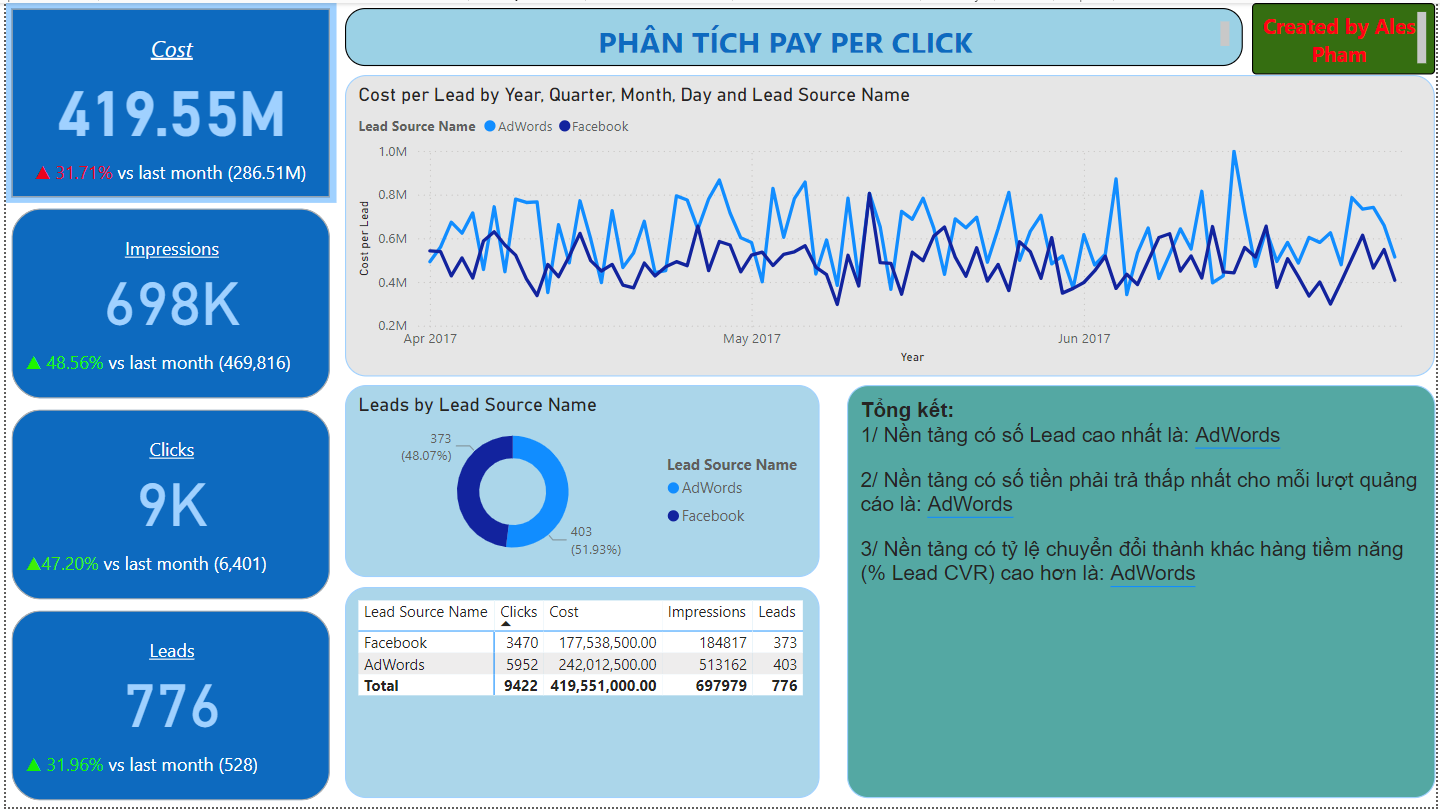 Cost
419.55M
▲ 31.71% vs last month (286.51M)
Impressions
698K
▲ 48.56% vs last month (469,816)
Clicks
9K
▲47.20% vs last month (6,401)
Leads
776
▲ 31.96% vs last month (528)
PHÂN TÍCH PAY PER CLICK
Created by Ales
Pham
Cost per Lead by Year, Quarter, Month, Day and Lead Source Name
Lead Source Name AdWords Facebook
Cost per Lead
1.0M
0.8M
0.6M
0.4M
0.2M
Apr 2017 May 2017 Jun 2017
Year
Leads by Lead Source Name
373
(48.07%)
403
(51.93%)
Lead Source Name
AdWords
Facebook
Lead Source Name Clicks Cost Impressions Leads
Facebook 3470 177,538,500.00 184817 373
AdWords 5952 242,012,500.00 513162 403
Total 9422 419,551,000.00 697979 776
Tổng kết:
1/ Nền tảng có số Lead cao nhất là: AdWords
2/ Nền tảng có số tiền phải trả thấp nhất cho mỗi lượt quảng
cáo là: AdWords
3/ Nền tảng có tỷ lệ chuyển đổi thành khác hàng tiềm năng
(% Lead CVR) cao hơn là: AdWords